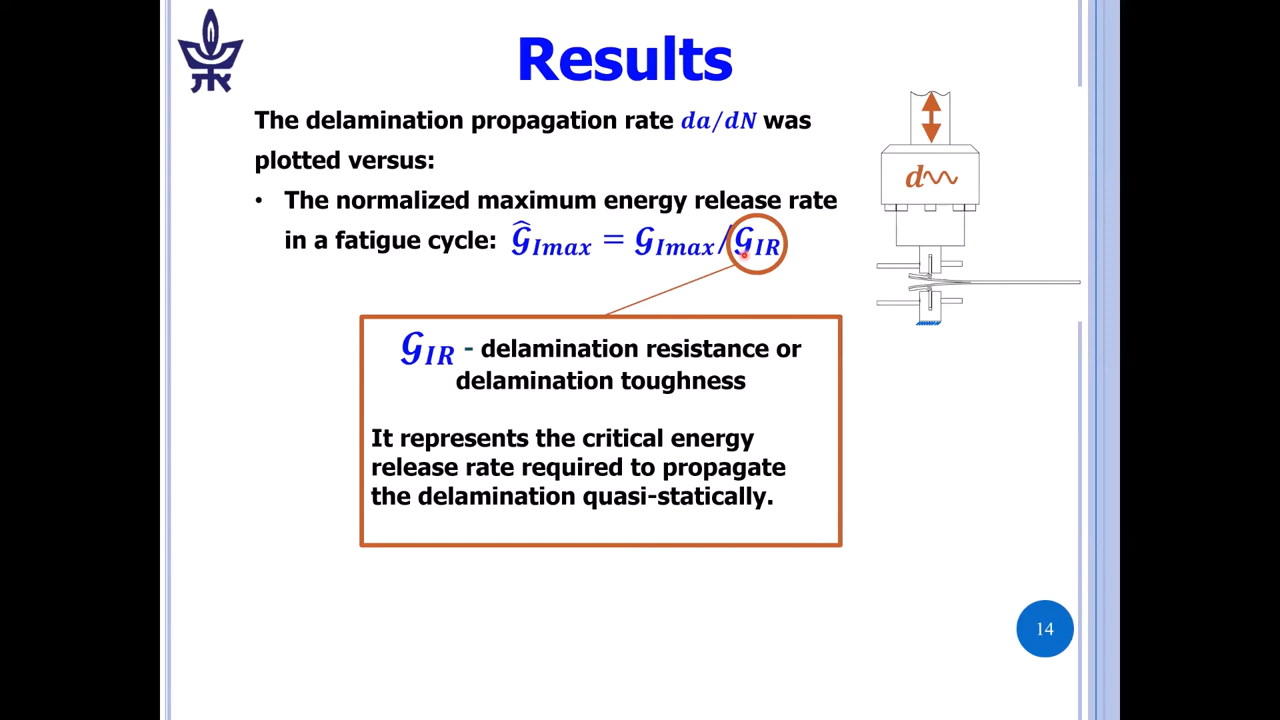 Results
The delamination propagation rate da/dN was
plotted versus:
• The normalized maximum energy release rate
in a fatigue cycle: 𝒢̂_Imax = 𝒢_Imax/𝒢_IR
d
𝒢_IR - delamination resistance or
delamination toughness
It represents the critical energy
release rate required to propagate
the delamination quasi-statically.
14